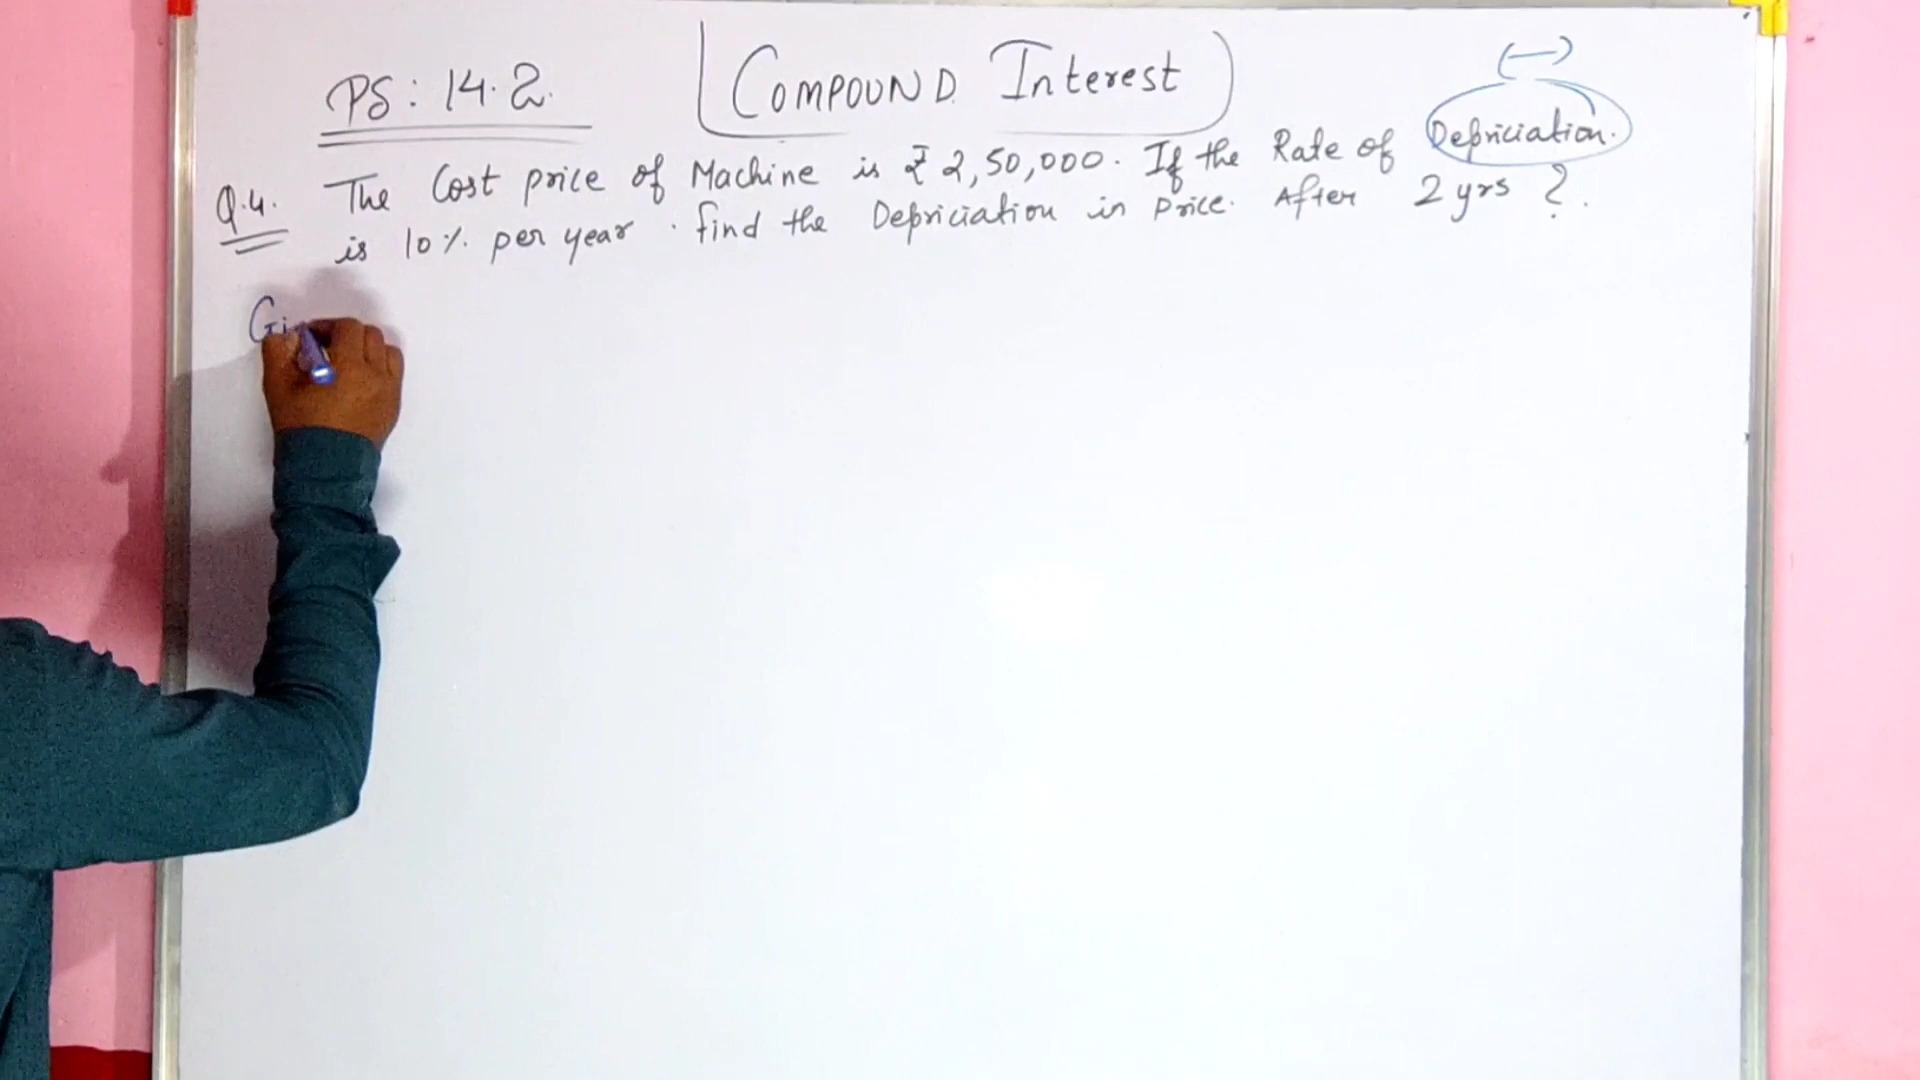 PS: 14.2.
COMPOUND Interest
(-)
Q.4. The Cost price of Machine is ₹ 2,50,000. If the Rate of Depriciation.
is 10% per year. find the Depriciation in Price. After 2 yrs ?.
Gi